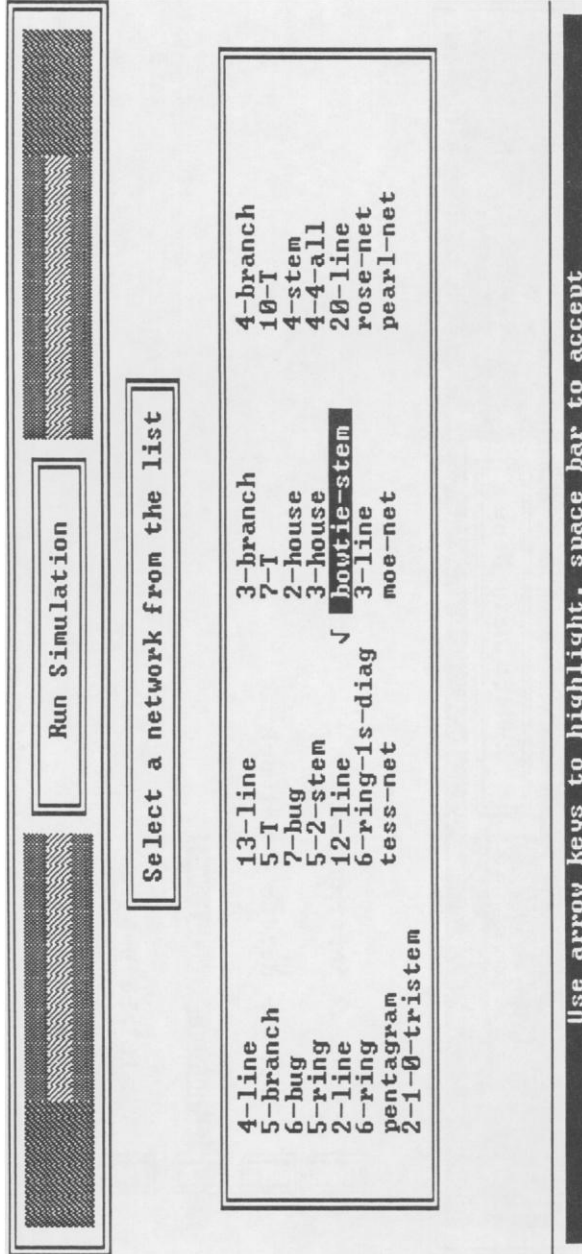 Run Simulation
Select a network from the list
4-line 13-line 3-branch 4-branch
5-branch 5-T 7-T 10-T
6-bug 7-bug 2-house 4-stem
5-ring 5-2-stem 3-house 4-4-all
2-line 12-line √ bowtie-stem 20-line
6-ring 6-ring-is-diag 3-line rose-net
pentagram tess-net moe-net pearl-net
2-1-0-tristem
Use arrow keys to highlight, space bar to accept